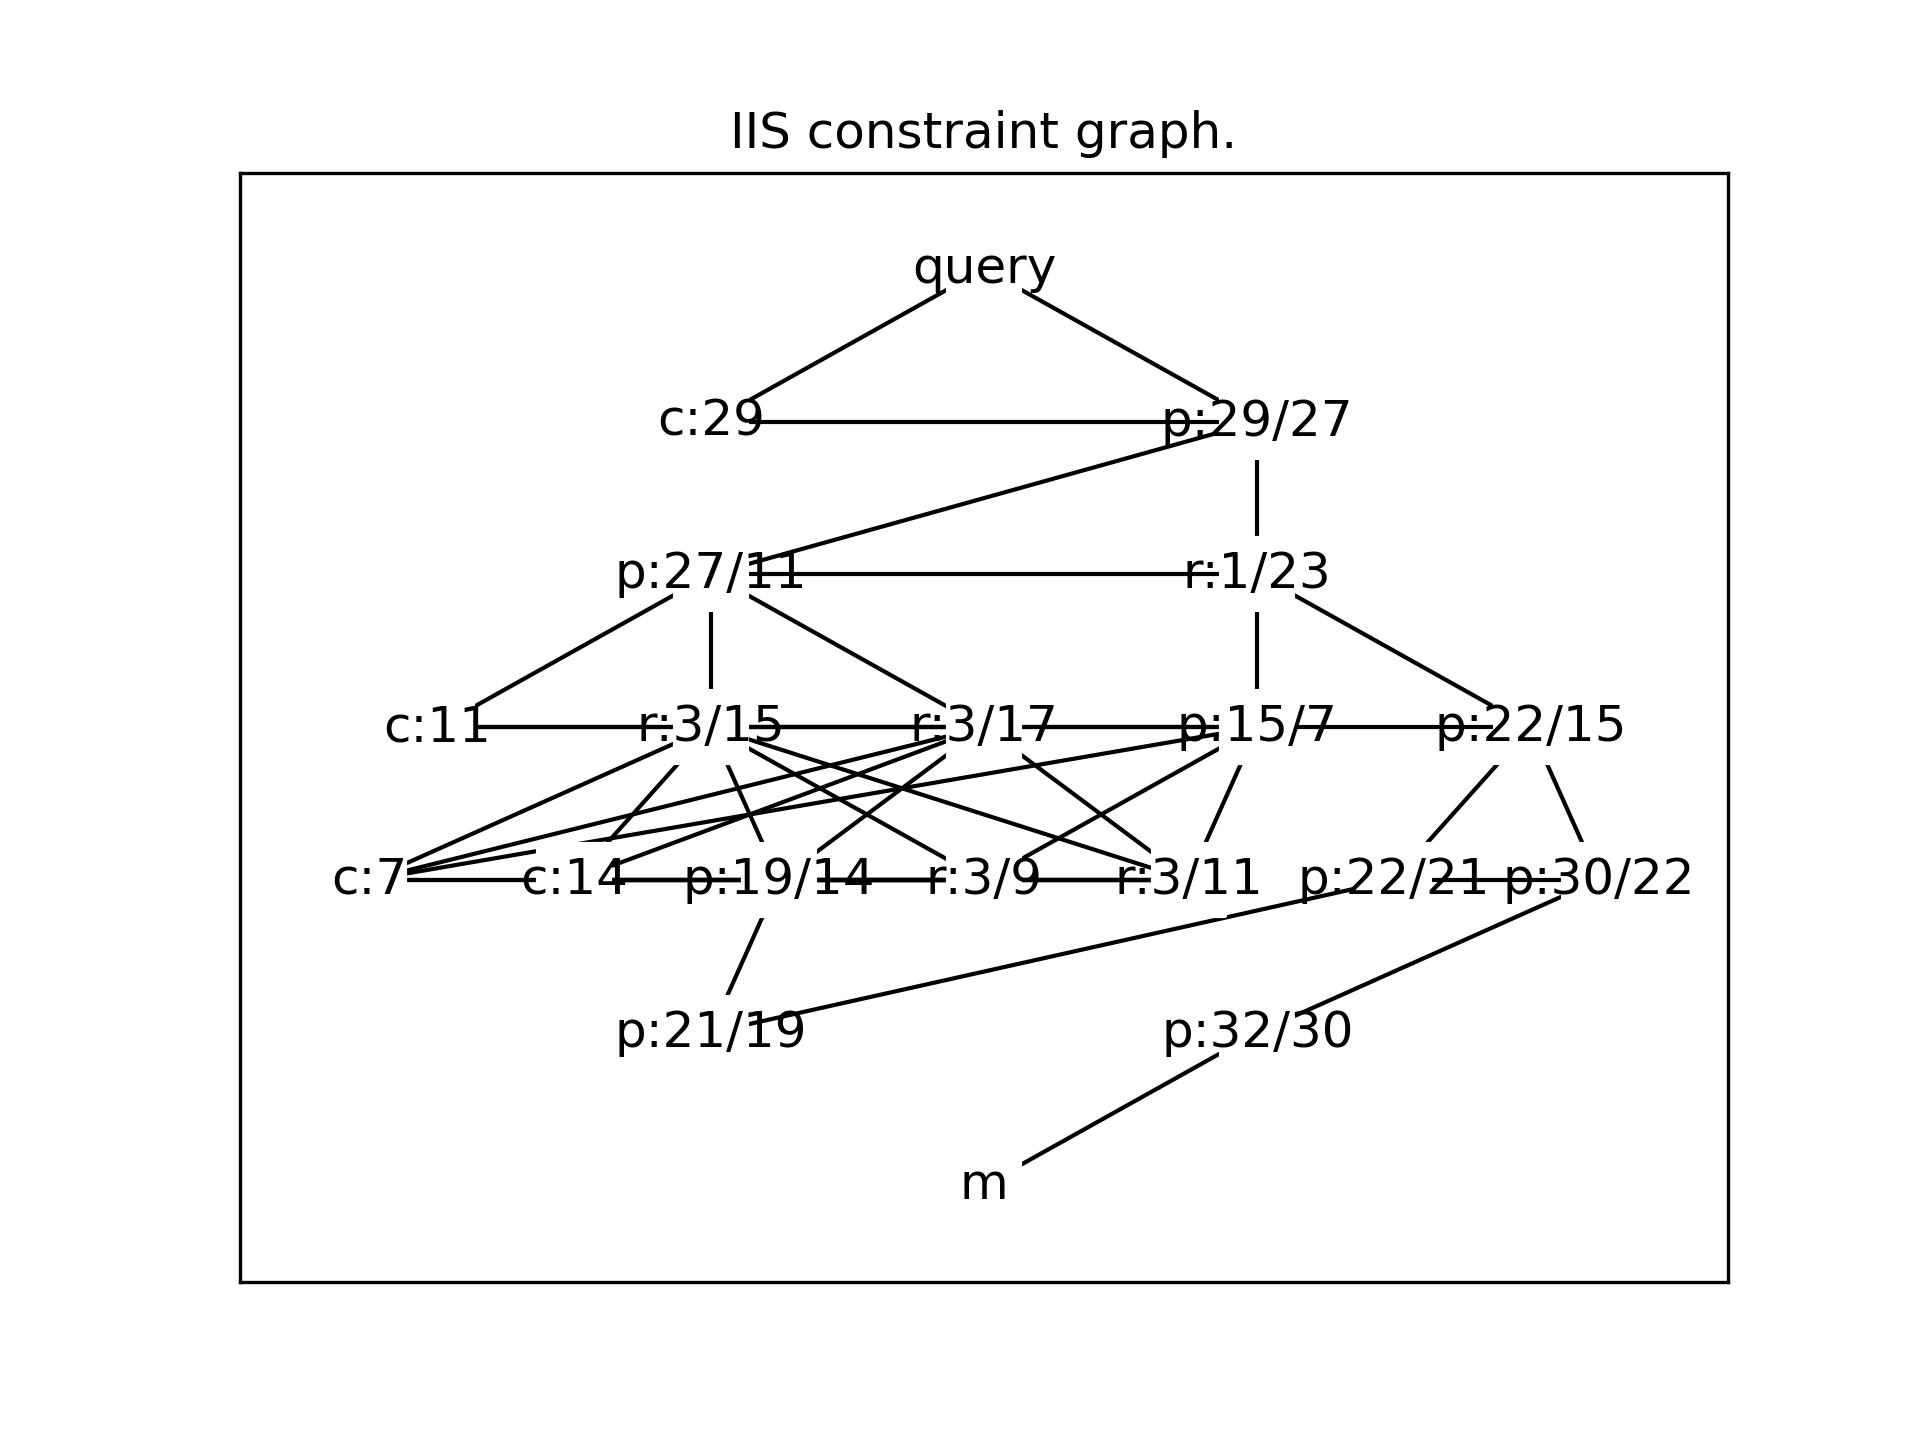 IIS constraint graph.
query
c:29 p:29/27
p:27/11 r:1/23
c:11 r:3/15 r:3/17 p:15/7 p:22/15
c:7 c:14 p:19/14 r:3/9 r:3/11 p:22/21 p:30/22
p:21/19 p:32/30
m